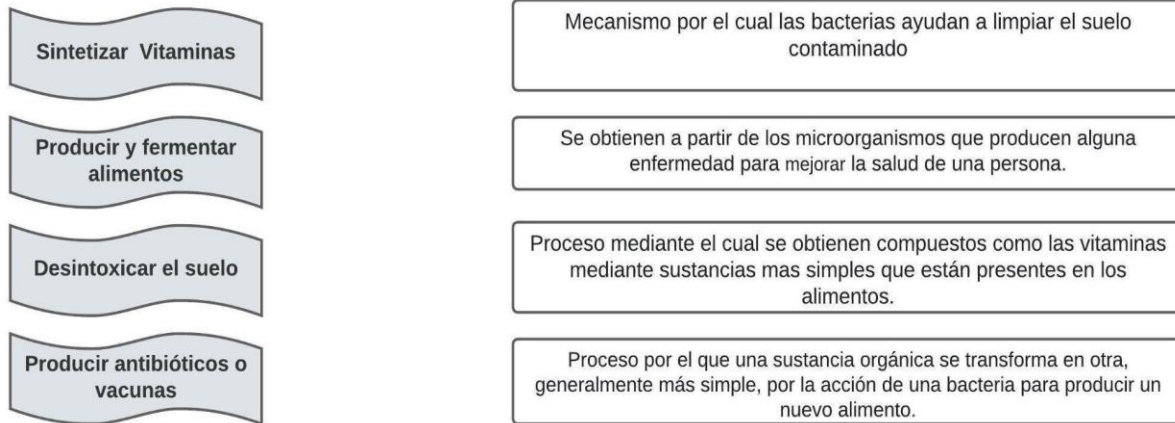 Sintetizar Vitaminas
Mecanismo por el cual las bacterias ayudan a limpiar el suelo
contaminado
Producir y fermentar
alimentos
Se obtienen a partir de los microorganismos que producen alguna
enfermedad para mejorar la salud de una persona.
Desintoxicar el suelo
Proceso mediante el cual se obtienen compuestos como las vitaminas
mediante sustancias mas simples que están presentes en los
alimentos.
Producir antibióticos o
vacunas
Proceso por el que una sustancia orgánica se transforma en otra,
generalmente más simple, por la acción de una bacteria para producir un
nuevo alimento.